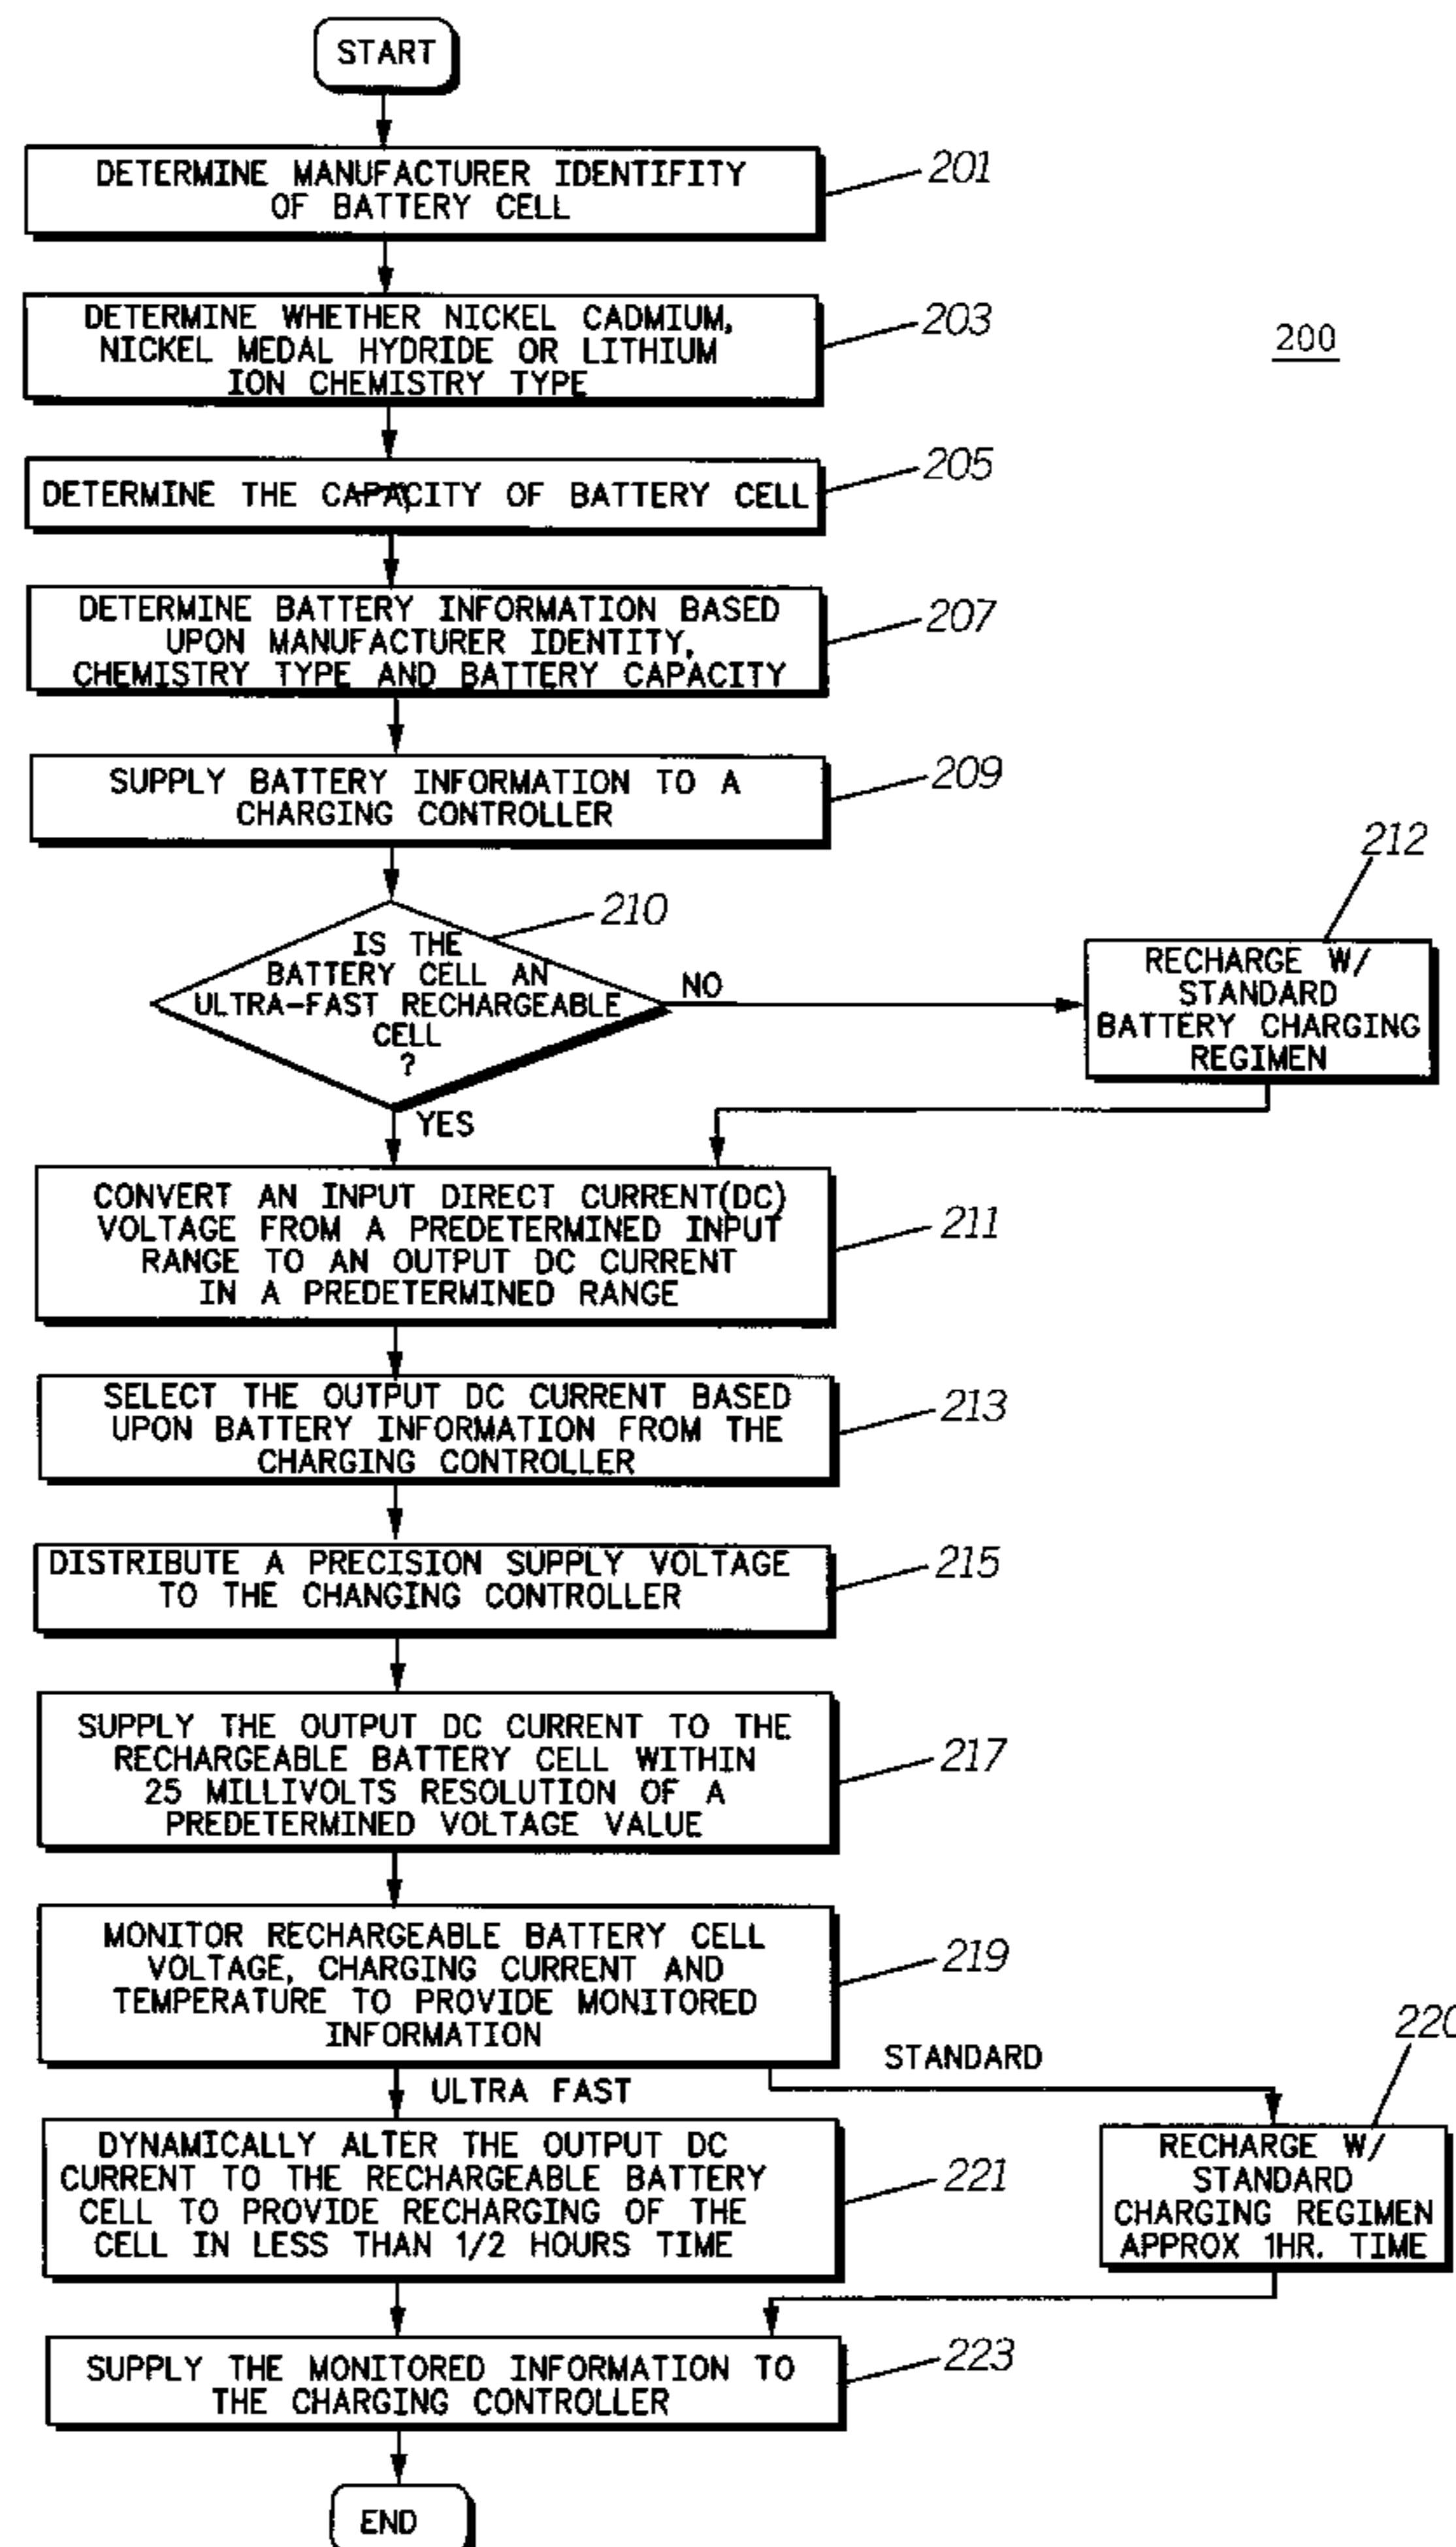 START
DETERMINE MANUFACTURER IDENTIFITY
OF BATTERY CELL
201
DETERMINE WHETHER NICKEL CADMIUM,
NICKEL MEDAL HYDRIDE OR LITHIUM
ION CHEMISTRY TYPE
203
200
DETERMINE THE CAPACITY OF BATTERY CELL
205
DETERMINE BATTERY INFORMATION BASED
UPON MANUFACTURER IDENTITY,
CHEMISTRY TYPE AND BATTERY CAPACITY
207
SUPPLY BATTERY INFORMATION TO A
CHARGING CONTROLLER
209
IS THE
BATTERY CELL AN
ULTRA-FAST RECHARGEABLE
CELL
?
210
NO
YES
212
RECHARGE W/
STANDARD
BATTERY CHARGING
REGIMEN
CONVERT AN INPUT DIRECT CURRENT(DC)
VOLTAGE FROM A PREDETERMINED INPUT
RANGE TO AN OUTPUT DC CURRENT
IN A PREDETERMINED RANGE
211
SELECT THE OUTPUT DC CURRENT BASED
UPON BATTERY INFORMATION FROM THE
CHARGING CONTROLLER
213
DISTRIBUTE A PRECISION SUPPLY VOLTAGE
TO THE CHANGING CONTROLLER
215
SUPPLY THE OUTPUT DC CURRENT TO THE
RECHARGEABLE BATTERY CELL WITHIN
25 MILLIVOLTS RESOLUTION OF A
PREDETERMINED VOLTAGE VALUE
217
MONITOR RECHARGEABLE BATTERY CELL
VOLTAGE, CHARGING CURRENT AND
TEMPERATURE TO PROVIDE MONITORED
INFORMATION
219
ULTRA FAST
STANDARD
220
RECHARGE W/
STANDARD
CHARGING REGIMEN
APPROX 1HR. TIME
DYNAMICALLY ALTER THE OUTPUT DC
CURRENT TO THE RECHARGEABLE BATTERY
CELL TO PROVIDE RECHARGING OF THE
CELL IN LESS THAN 1/2 HOURS TIME
221
SUPPLY THE MONITORED INFORMATION TO
THE CHARGING CONTROLLER
223
END